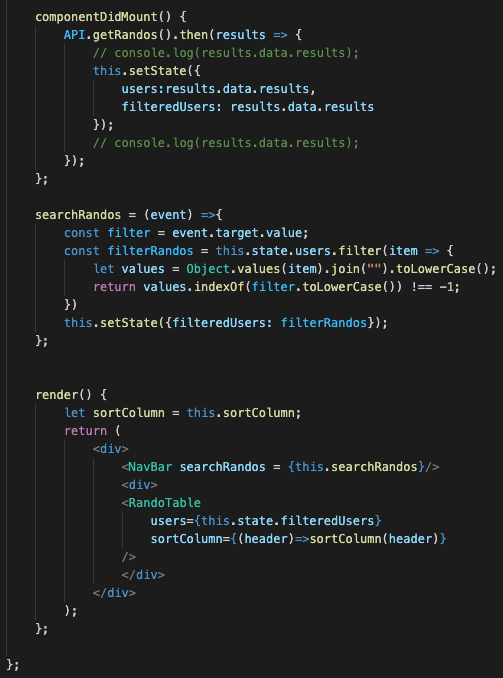 componentDidMount() {
    API.getRandos().then(results => {
        // console.log(results.data.results);
        this.setState({
            users:results.data.results,
            filteredUsers: results.data.results
        });
        // console.log(results.data.results);
    });
};

searchRandos = (event) =>{
    const filter = event.target.value;
    const filterRandos = this.state.users.filter(item => {
        let values = Object.values(item).join("").toLowerCase();
        return values.indexOf(filter.toLowerCase()) !== -1;
    })
    this.setState({filteredUsers: filterRandos});
};


render() {
    let sortColumn = this.sortColumn;
    return (
        <div>
            <NavBar searchRandos = {this.searchRandos}/>
            <div>
            <RandoTable
                users={this.state.filteredUsers}
                sortColumn={(header)=>sortColumn(header)}
            />
            </div>
        </div>
    );
};

};